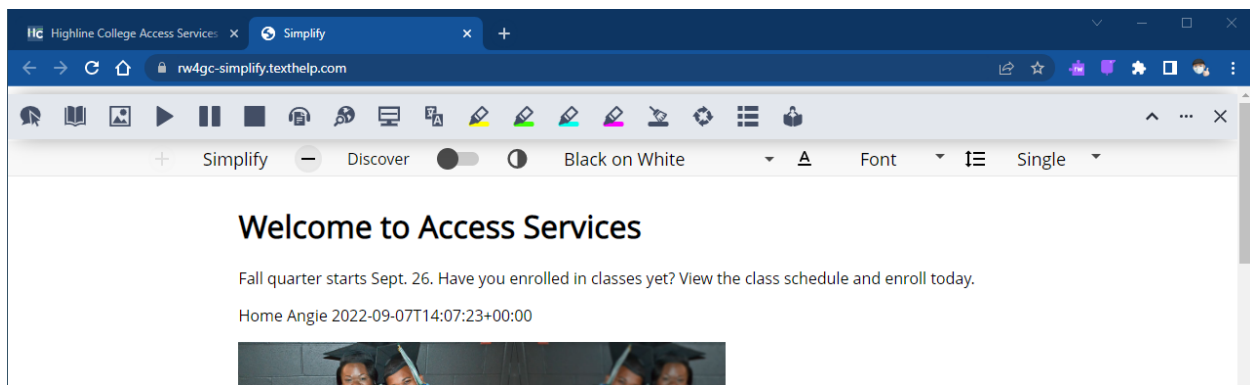 Hc Highline College Access Services
Simplify
rw4gc-simplify.texthelp.com
Simplify Discover Black on White A Font Single
Welcome to Access Services
Fall quarter starts Sept. 26. Have you enrolled in classes yet? View the class schedule and enroll today.
Home Angie 2022-09-07T14:07:23+00:00